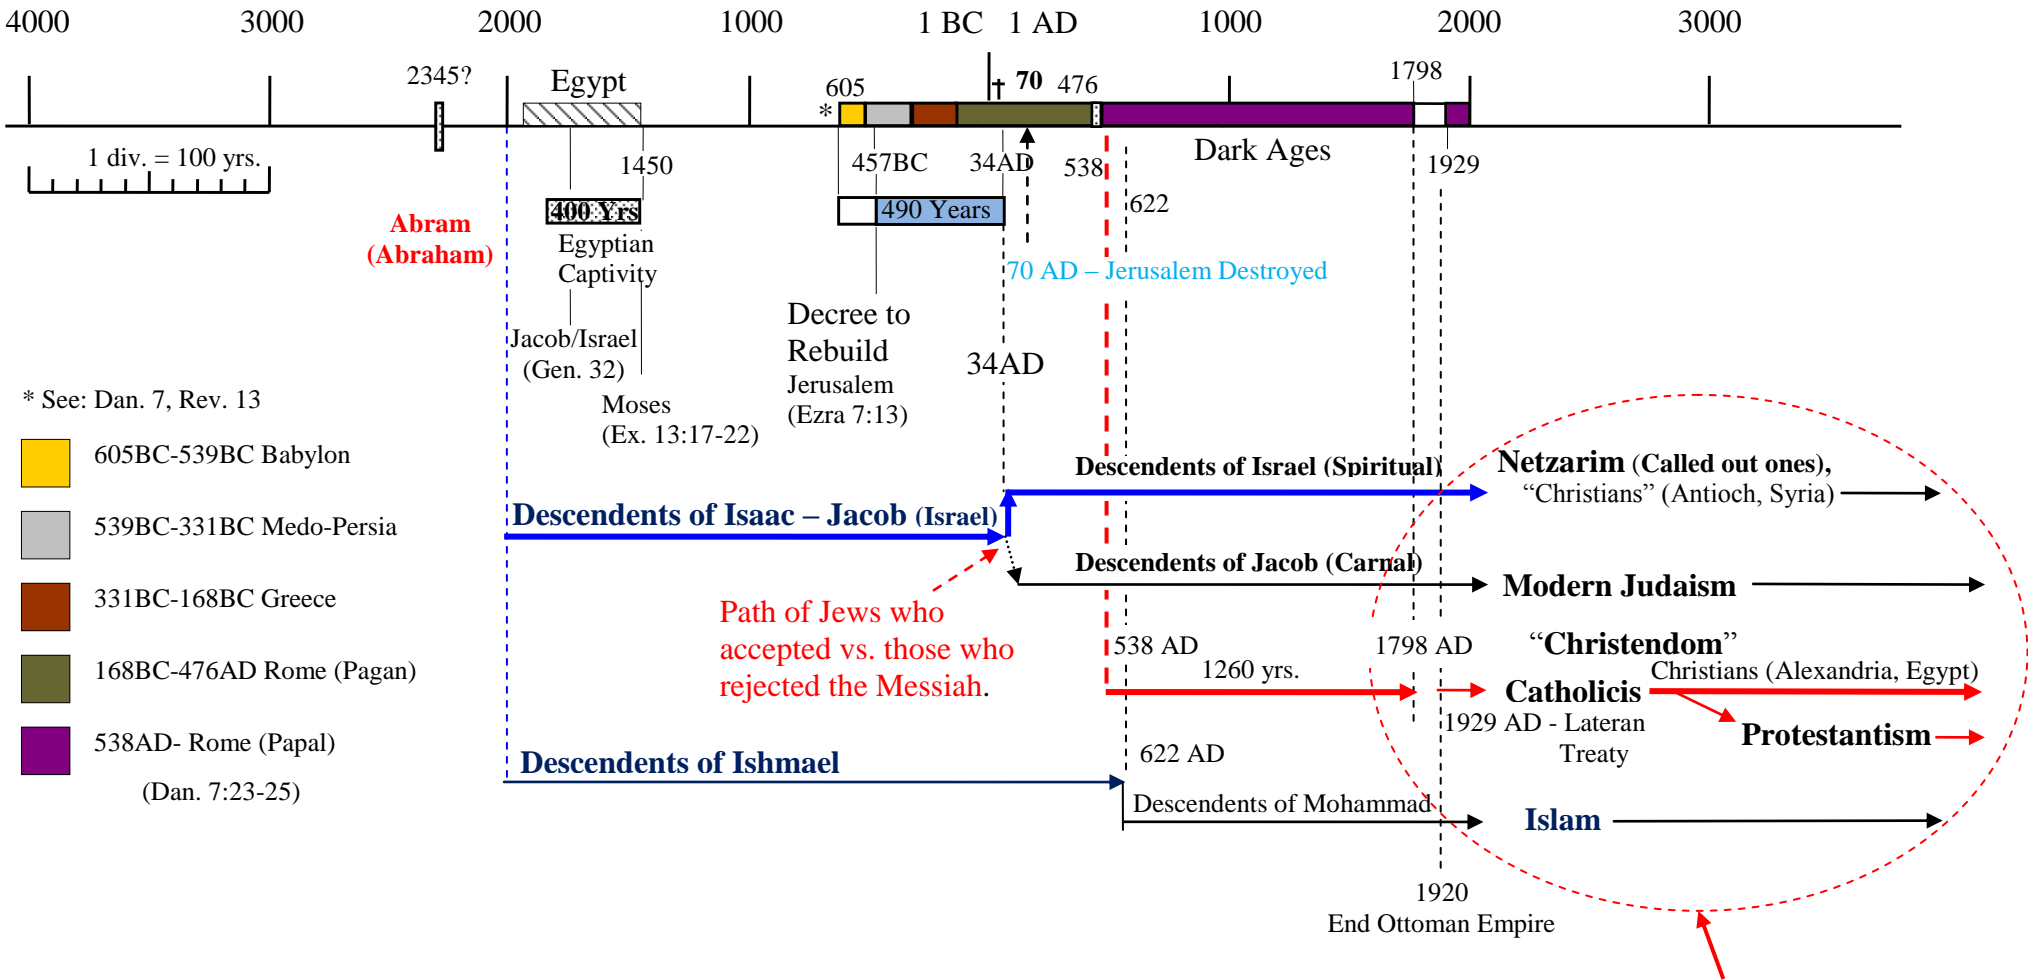 4000 3000 2000 1000 1 BC 1 AD 1000 2000 3000
2345?
Egypt
605
†
70
476
1798
*
1 div. = 100 yrs.
1450
457BC
34AD
538
Dark Ages
1929
622
400 Yrs
490 Years
Abram
(Abraham)
Egyptian
Captivity
70 AD – Jerusalem Destroyed
Jacob/Israel
(Gen. 32)
Decree to
Rebuild
Jerusalem
(Ezra 7:13)
34AD
Moses
(Ex. 13:17-22)
* See: Dan. 7, Rev. 13
605BC-539BC Babylon
539BC-331BC Medo-Persia
331BC-168BC Greece
168BC-476AD Rome (Pagan)
538AD- Rome (Papal)
(Dan. 7:23-25)
Descendents of Israel (Spiritual)
Netzarim (Called out ones),
“Christians” (Antioch, Syria)
Descendents of Isaac – Jacob (Israel)
Descendents of Jacob (Carnal)
Modern Judaism
Path of Jews who
accepted vs. those who
rejected the Messiah.
538 AD
1798 AD
“Christendom”
1260 yrs.
Christians (Alexandria, Egypt)
Catholicis
1929 AD - Lateran
Treaty
Protestantism
622 AD
Descendents of Ishmael
Descendents of Mohammad
Islam
1920
End Ottoman Empire